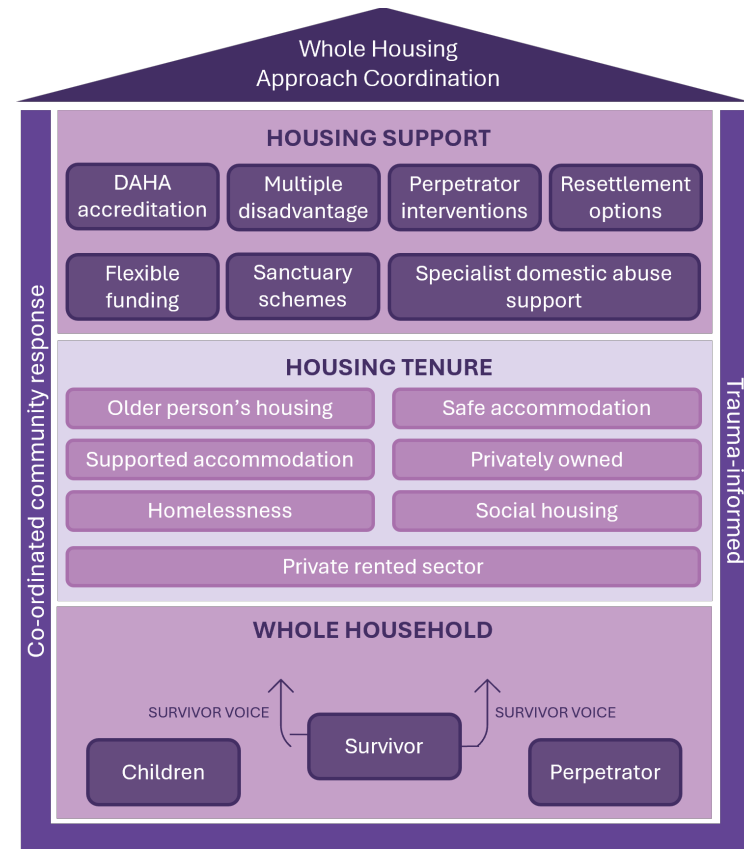 Whole Housing
Approach Coordination
HOUSING SUPPORT
DAHA
accreditation
Multiple
disadvantage
Perpetrator
interventions
Resettlement
options
Flexible
funding
Sanctuary
schemes
Specialist domestic abuse
support
HOUSING TENURE
Older person’s housing
Safe accommodation
Supported accommodation
Privately owned
Homelessness
Social housing
Private rented sector
WHOLE HOUSEHOLD
SURVIVOR VOICE
SURVIVOR VOICE
Children
Survivor
Perpetrator
Co-ordinated community response
Trauma-informed